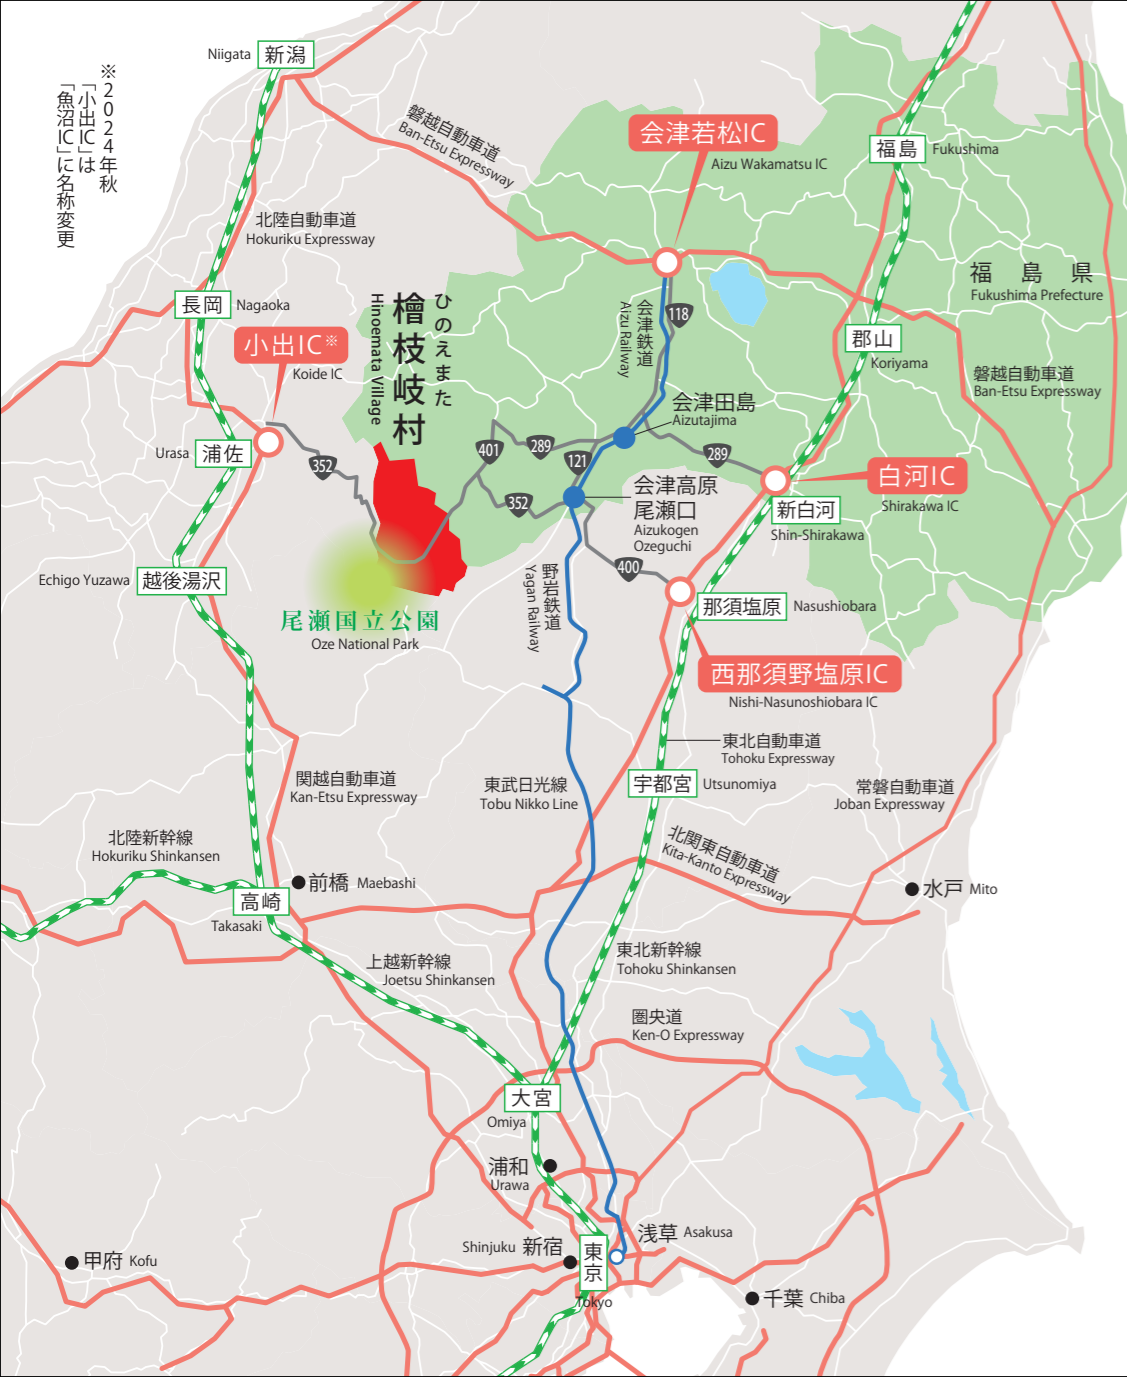 ※2024年秋
「小出IC」は
「魚沼IC」に名称変更
Niigata
新潟
磐越自動車道
Ban-Etsu Expressway
会津若松IC
Aizu Wakamatsu IC
福島
Fukushima
北陸自動車道
Hokuriku Expressway
福島県
Fukushima Prefecture
長岡
Nagaoka
小出IC※
Koide IC
ひのえまた
檜枝岐村
Hinoemata Village
会津鉄道
Aizu Railway
118
郡山
Koriyama
磐越自動車道
Ban-Etsu Expressway
会津田島
Aizutajima
Urasa
浦佐
352
401
289
121
289
352
会津高原
尾瀬口
Aizukogen
Ozeguchi
白河IC
Shirakawa IC
新白河
Shin-Shirakawa
Echigo Yuzawa
越後湯沢
400
野岩鉄道
Yagan Railway
那須塩原
Nasushiobara
尾瀬国立公園
Oze National Park
西那須野塩原IC
Nishi-Nasunoshiobara IC
東北自動車道
Tohoku Expressway
関越自動車道
Kan-Etsu Expressway
東武日光線
Tobu Nikko Line
宇都宮
Utsunomiya
常磐自動車道
Joban Expressway
北陸新幹線
Hokuriku Shinkansen
北関東自動車道
Kita-Kanto Expressway
前橋 Maebashi
高崎
Takasaki
水戸 Mito
上越新幹線
Joetsu Shinkansen
東北新幹線
Tohoku Shinkansen
圏央道
Ken-O Expressway
大宮
Omiya
浦和
Urawa
浅草 Asakusa
Shinjuku 新宿
東京
Tokyo
甲府 Kofu
千葉 Chiba